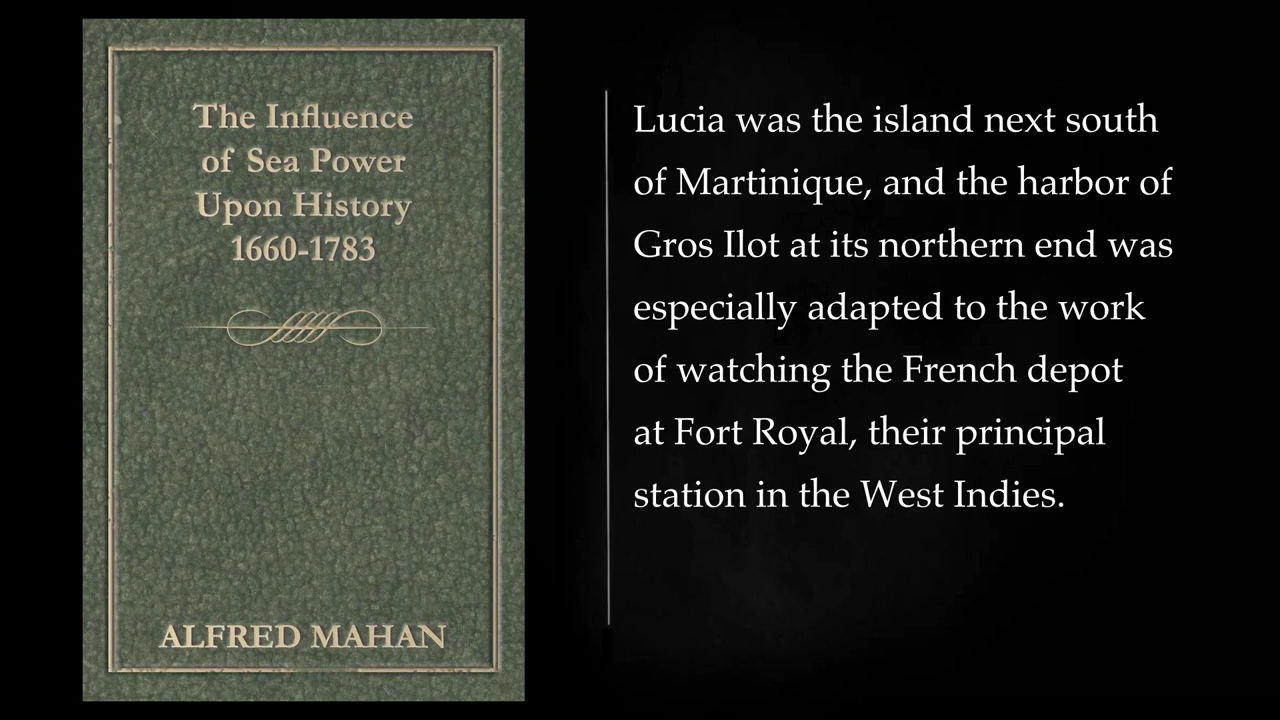 The Influence
of Sea Power
Upon History
1660-1783
ALFRED MAHAN
Lucia was the island next south
of Martinique, and the harbor of
Gros Ilot at its northern end was
especially adapted to the work
of watching the French depot
at Fort Royal, their principal
station in the West Indies.